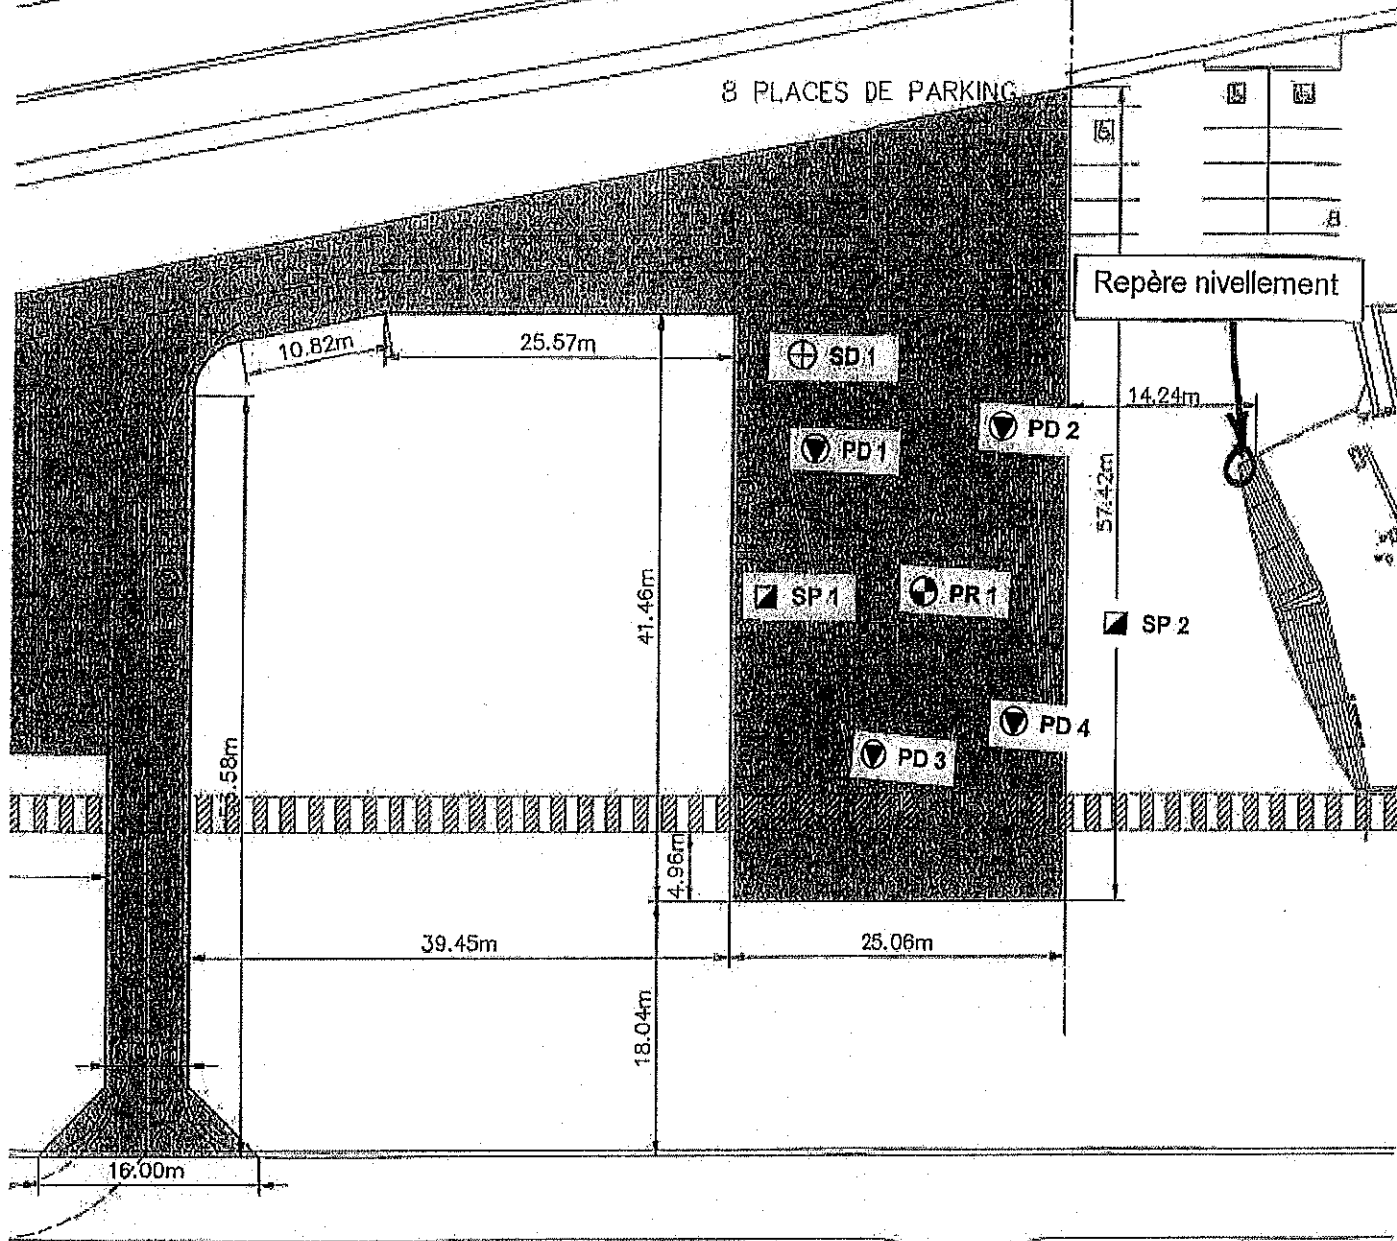 8 PLACES DE PARKING
8
Repère nivellement
10.82m
25.57m
SD 1
14.24m
PD 1
PD 2
57.42m
41.46m
SP 1
PR 1
SP 2
PD 4
PD 3
4.96m
39.45m
25.06m
18.04m
16.00m